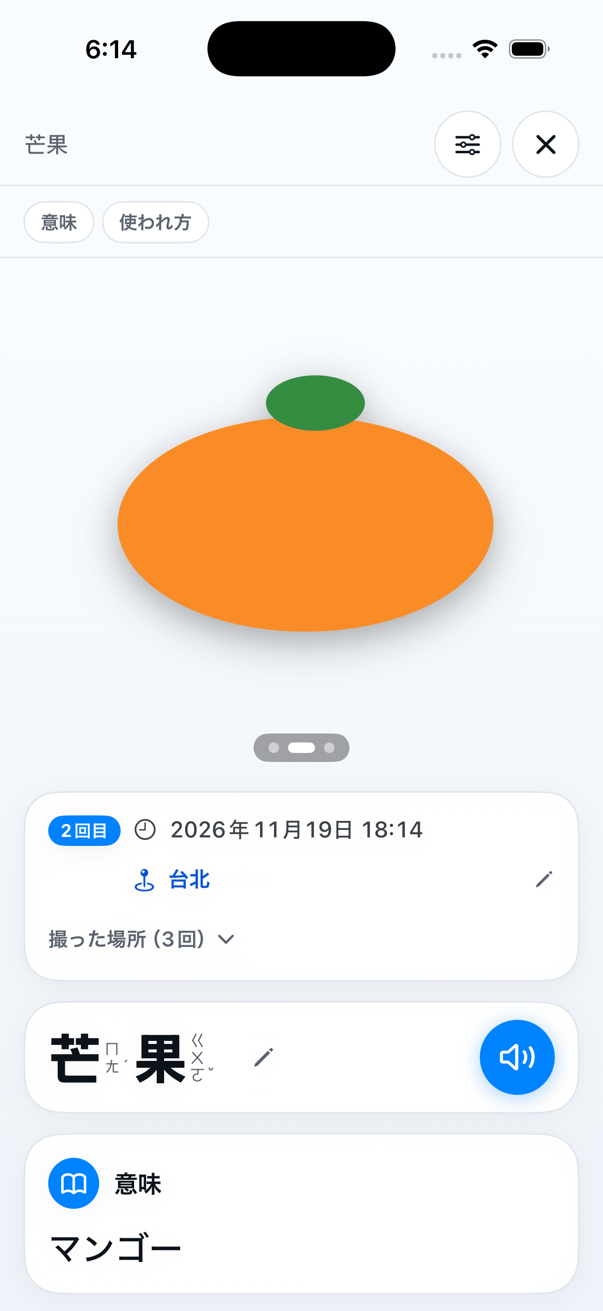 6:14
芒果
意味 使われ方
2回目 2026年11月19日 18:14
台北
撮った場所 (3回)
芒ㄇㄤˊ果ㄍㄨㄛˇ
意味
マンゴー